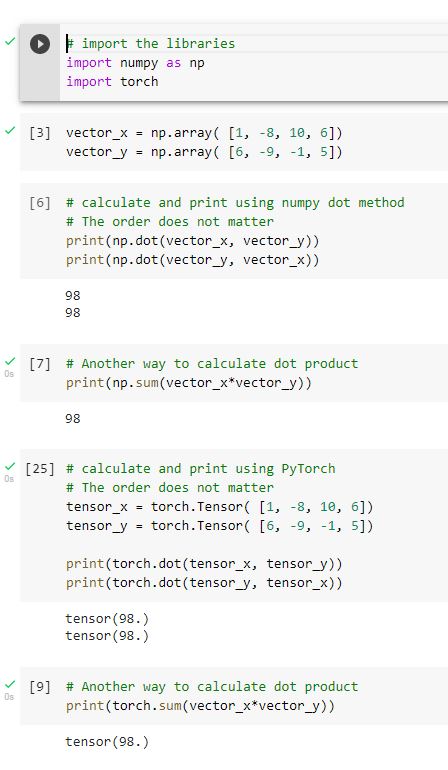 # import the libraries
import numpy as np
import torch
[3] vector_x = np.array( [1, -8, 10, 6])
vector_y = np.array( [6, -9, -1, 5])
[6] # calculate and print using numpy dot method
# The order does not matter
print(np.dot(vector_x, vector_y))
print(np.dot(vector_y, vector_x))
98
98
[7] # Another way to calculate dot product
0s print(np.sum(vector_x*vector_y))
98
[25] # calculate and print using PyTorch
0s # The order does not matter
tensor_x = torch.Tensor( [1, -8, 10, 6])
tensor_y = torch.Tensor( [6, -9, -1, 5])
print(torch.dot(tensor_x, tensor_y))
print(torch.dot(tensor_y, tensor_x))
tensor(98.)
tensor(98.)
[9] # Another way to calculate dot product
0s print(torch.sum(vector_x*vector_y))
tensor(98.)